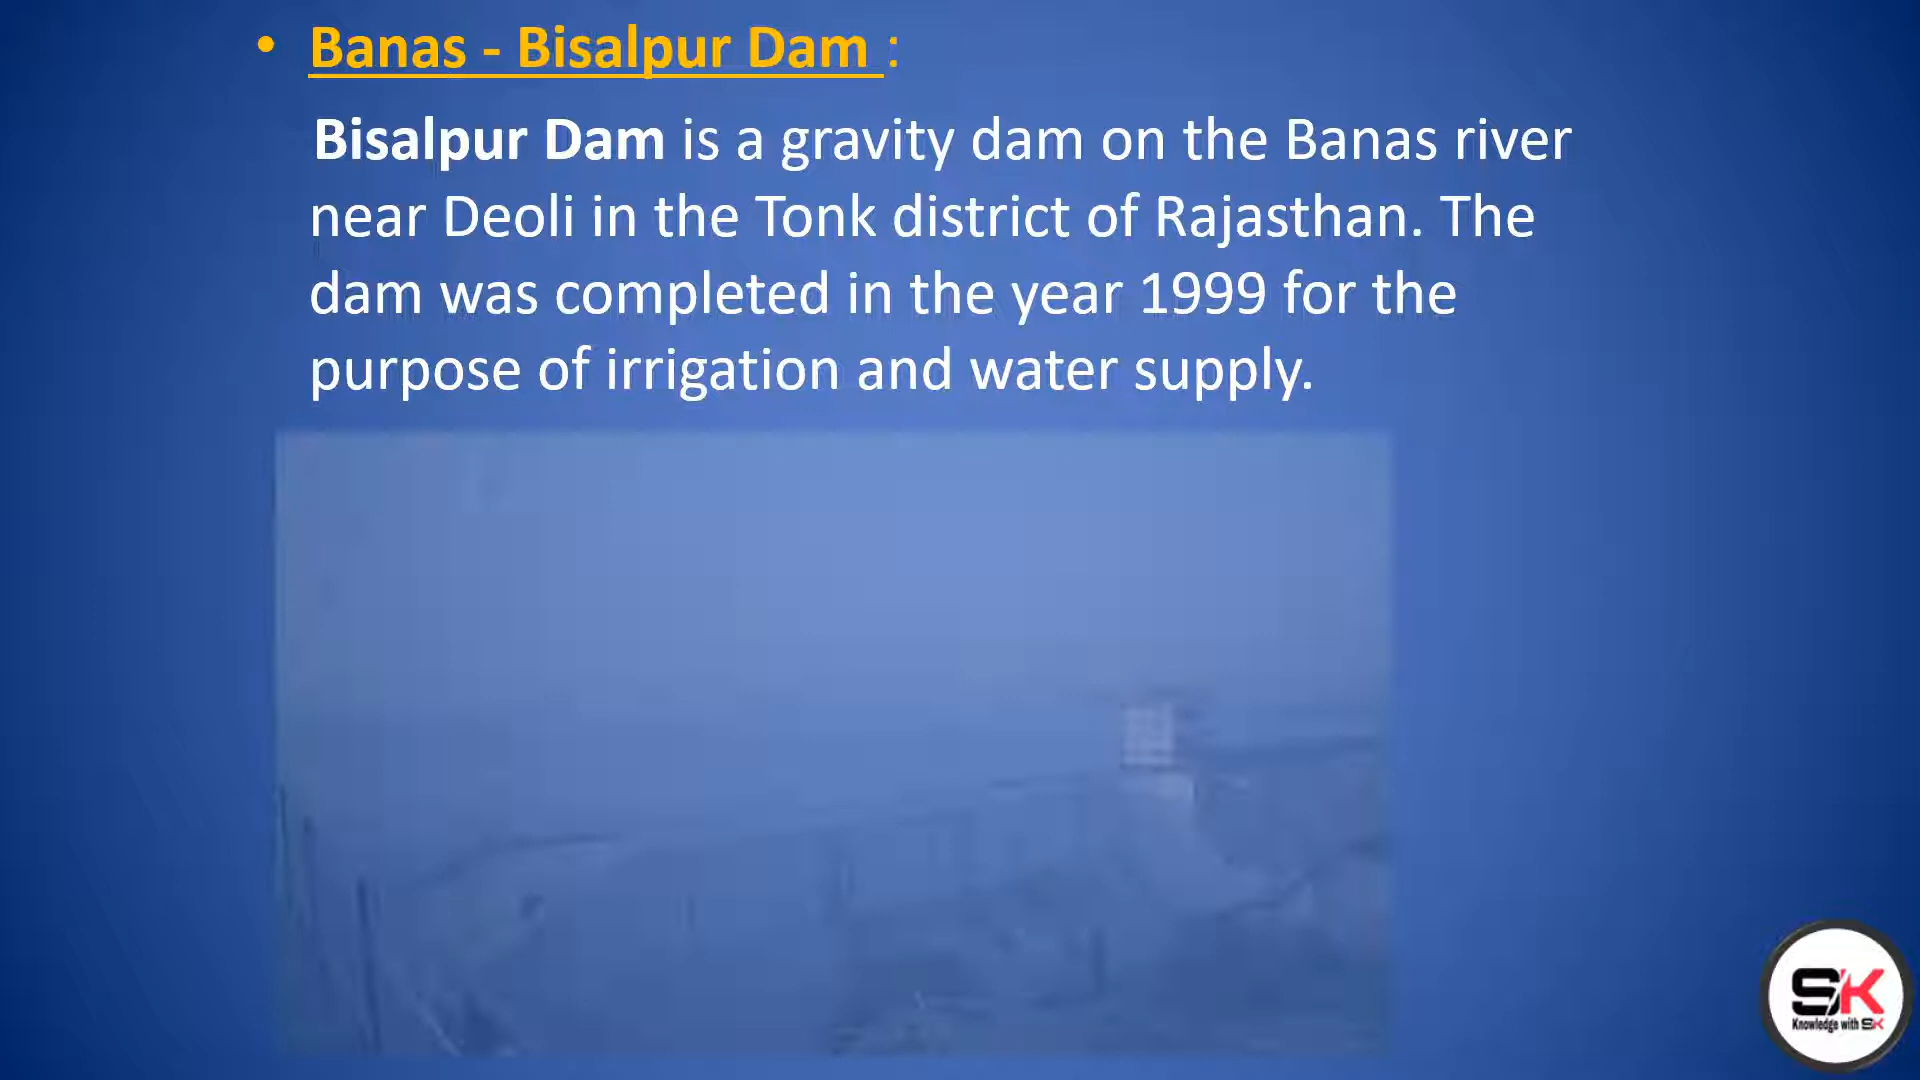 • Banas - Bisalpur Dam :
Bisalpur Dam is a gravity dam on the Banas river
near Deoli in the Tonk district of Rajasthan. The
dam was completed in the year 1999 for the
purpose of irrigation and water supply.
SK
Knowledge with SK